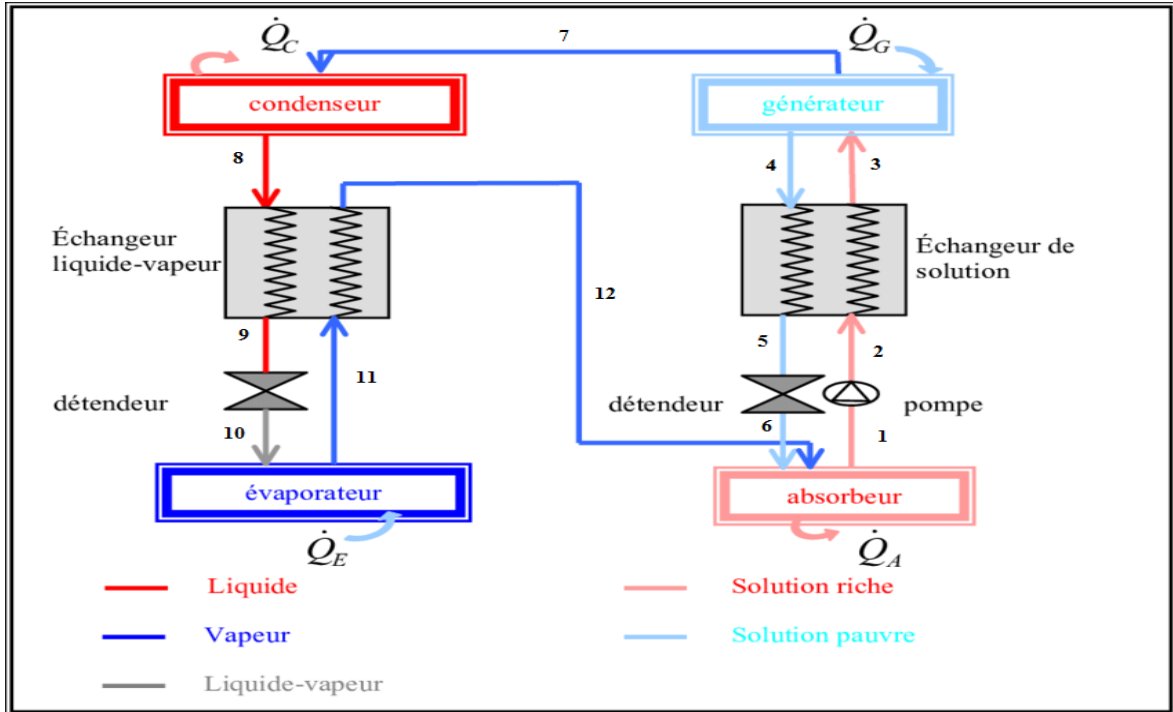 Q̇C
7
Q̇G
condenseur
générateur
8
4
3
Échangeur
liquide-vapeur
Échangeur de
solution
12
9
11
5
2
détendeur
détendeur
pompe
10
6
1
évaporateur
absorbeur
Q̇E
Q̇A
Liquide
Solution riche
Vapeur
Solution pauvre
Liquide-vapeur